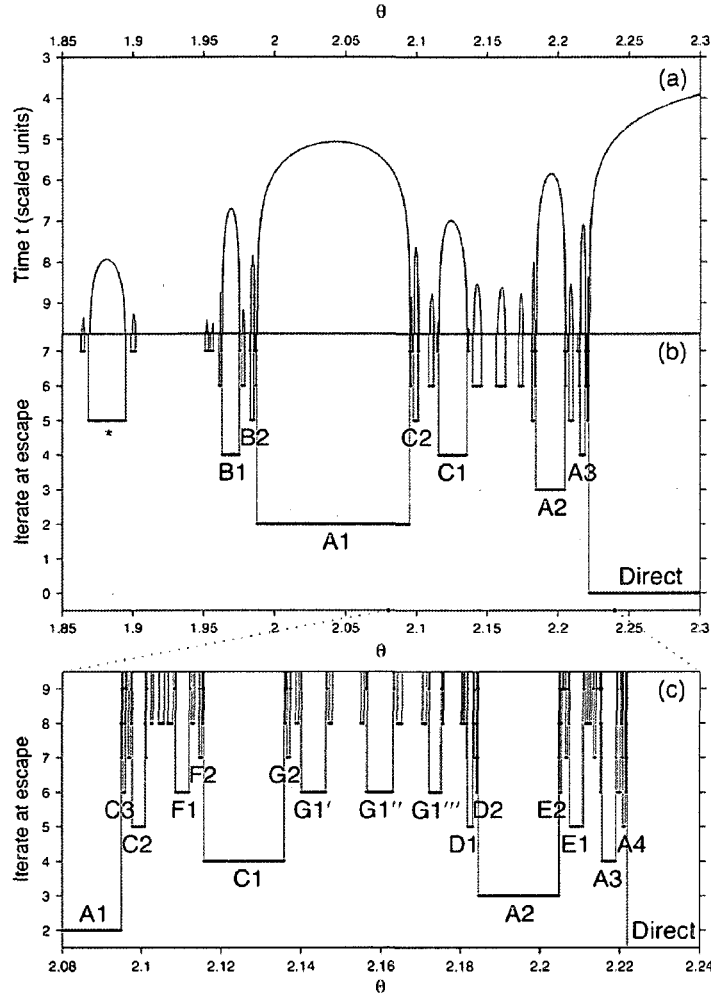 θ
1.85 1.9 1.95 2 2.05 2.1 2.15 2.2 2.25 2.3
3
(a)
4
5
6
7
8
9
Time t (scaled units)
7
(b)
6
5
4
3
2
1
0
Iterate at escape
*
B1
B2
A1
C2
C1
A2
A3
Direct
1.85 1.9 1.95 2 2.05 2.1 2.15 2.2 2.25 2.3
θ
9
(c)
8
7
6
5
4
3
2
Iterate at escape
F2 G2
C3 F1 G1′ G1′′ G1′′′ D2 E2
C2 D1 E1 A4
C1 A3
A1 A2 Direct
2.08 2.1 2.12 2.14 2.16 2.18 2.2 2.22 2.24
θ